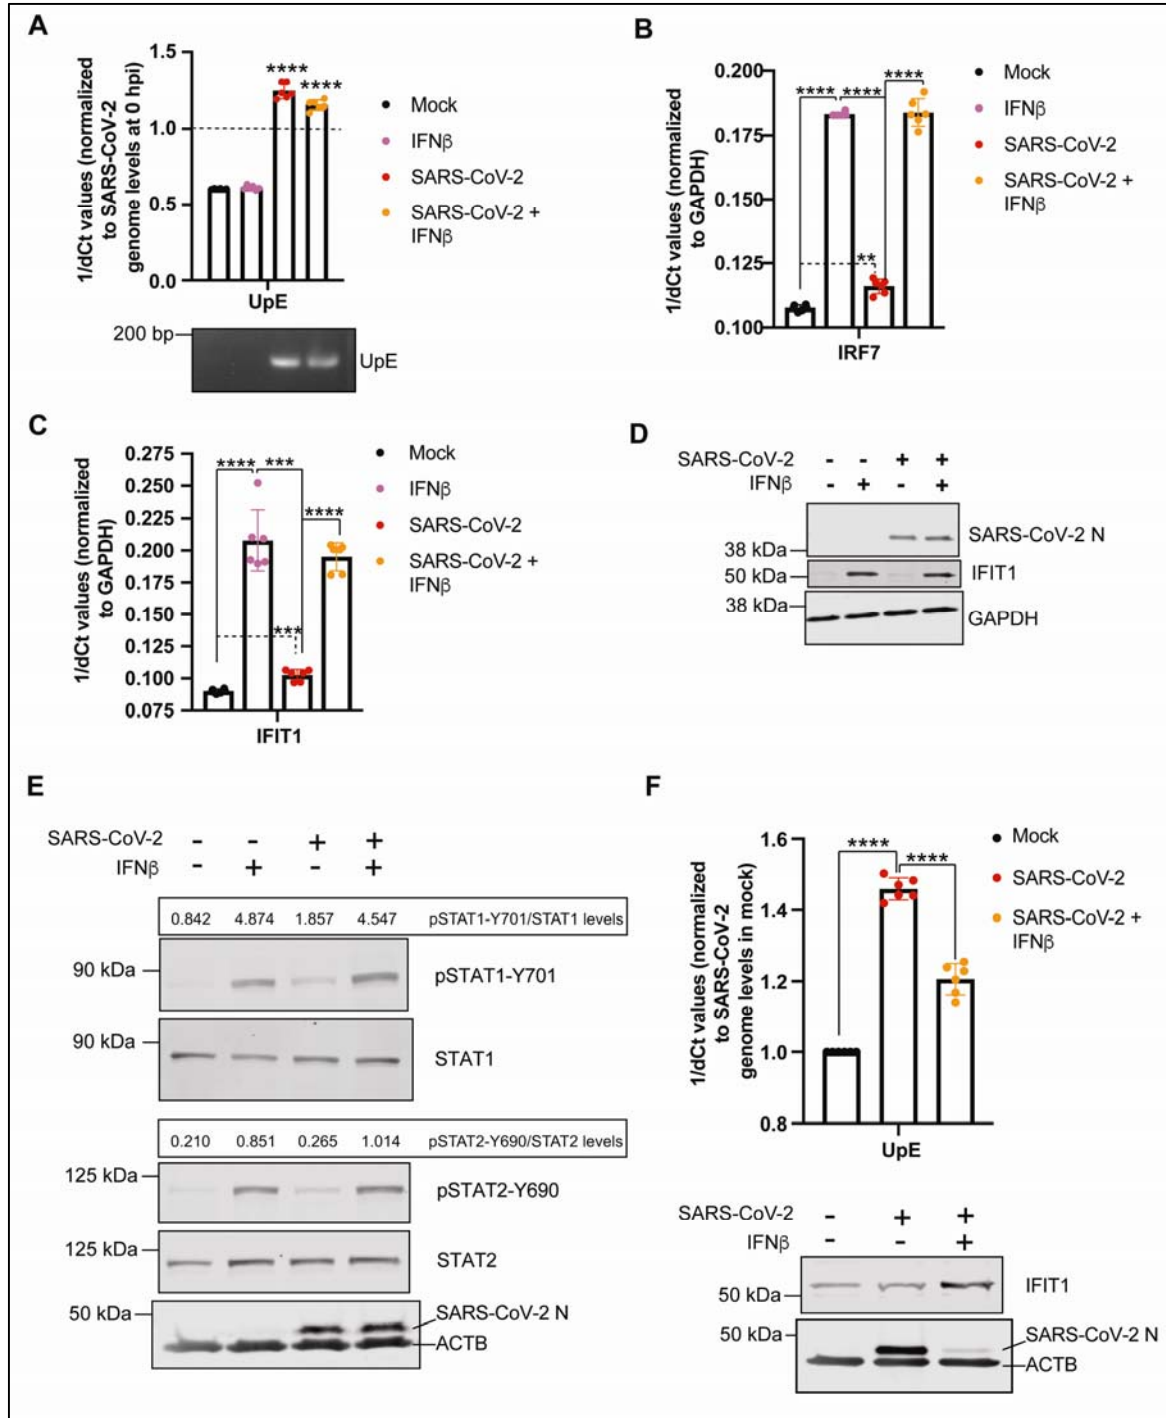 A
1/dCt values (normalized
to SARS-CoV-2
genome levels at 0 hpi)
1.5
1.0
0.5
0.0
****
****
UpE
Mock
IFNβ
SARS-CoV-2
SARS-CoV-2 +
IFNβ
200 bp
UpE
B
1/dCt values (normalized
to GAPDH)
0.200
0.175
0.150
0.125
0.100
**** **** ****
**
IRF7
Mock
IFNβ
SARS-CoV-2
SARS-CoV-2 +
IFNβ
C
1/dCt values (normalized
to GAPDH)
0.275
0.250
0.225
0.200
0.175
0.150
0.125
0.100
0.075
**** ***
****
***
IFIT1
Mock
IFNβ
SARS-CoV-2
SARS-CoV-2 +
IFNβ
D
SARS-CoV-2 - - + +
IFNβ - + - +
38 kDa
SARS-CoV-2 N
50 kDa
IFIT1
38 kDa
GAPDH
E
SARS-CoV-2 - - + +
IFNβ - + - +
0.842 4.874 1.857 4.547 pSTAT1-Y701/STAT1 levels
90 kDa
pSTAT1-Y701
90 kDa
STAT1
0.210 0.851 0.265 1.014 pSTAT2-Y690/STAT2 levels
125 kDa
pSTAT2-Y690
125 kDa
STAT2
50 kDa
SARS-CoV-2 N
ACTB
F
1/dCt values (normalized
to SARS-CoV-2
genome levels in mock)
1.6
1.4
1.2
1.0
0.8
**** ****
UpE
Mock
SARS-CoV-2
SARS-CoV-2 +
IFNβ
SARS-CoV-2 - + +
IFNβ - - +
50 kDa
IFIT1
50 kDa
SARS-CoV-2 N
ACTB